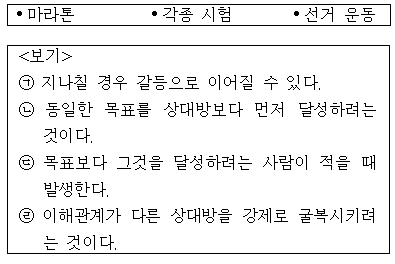 •마라톤 •각종 시험 •선거 운동
<보기>
㉠ 지나칠 경우 갈등으로 이어질 수 있다.
㉡ 동일한 목표를 상대방보다 먼저 달성하려는
것이다.
㉢ 목표보다 그것을 달성하려는 사람이 적을 때
발생한다.
㉣ 이해관계가 다른 상대방을 강제로 굴복시키려
는 것이다.